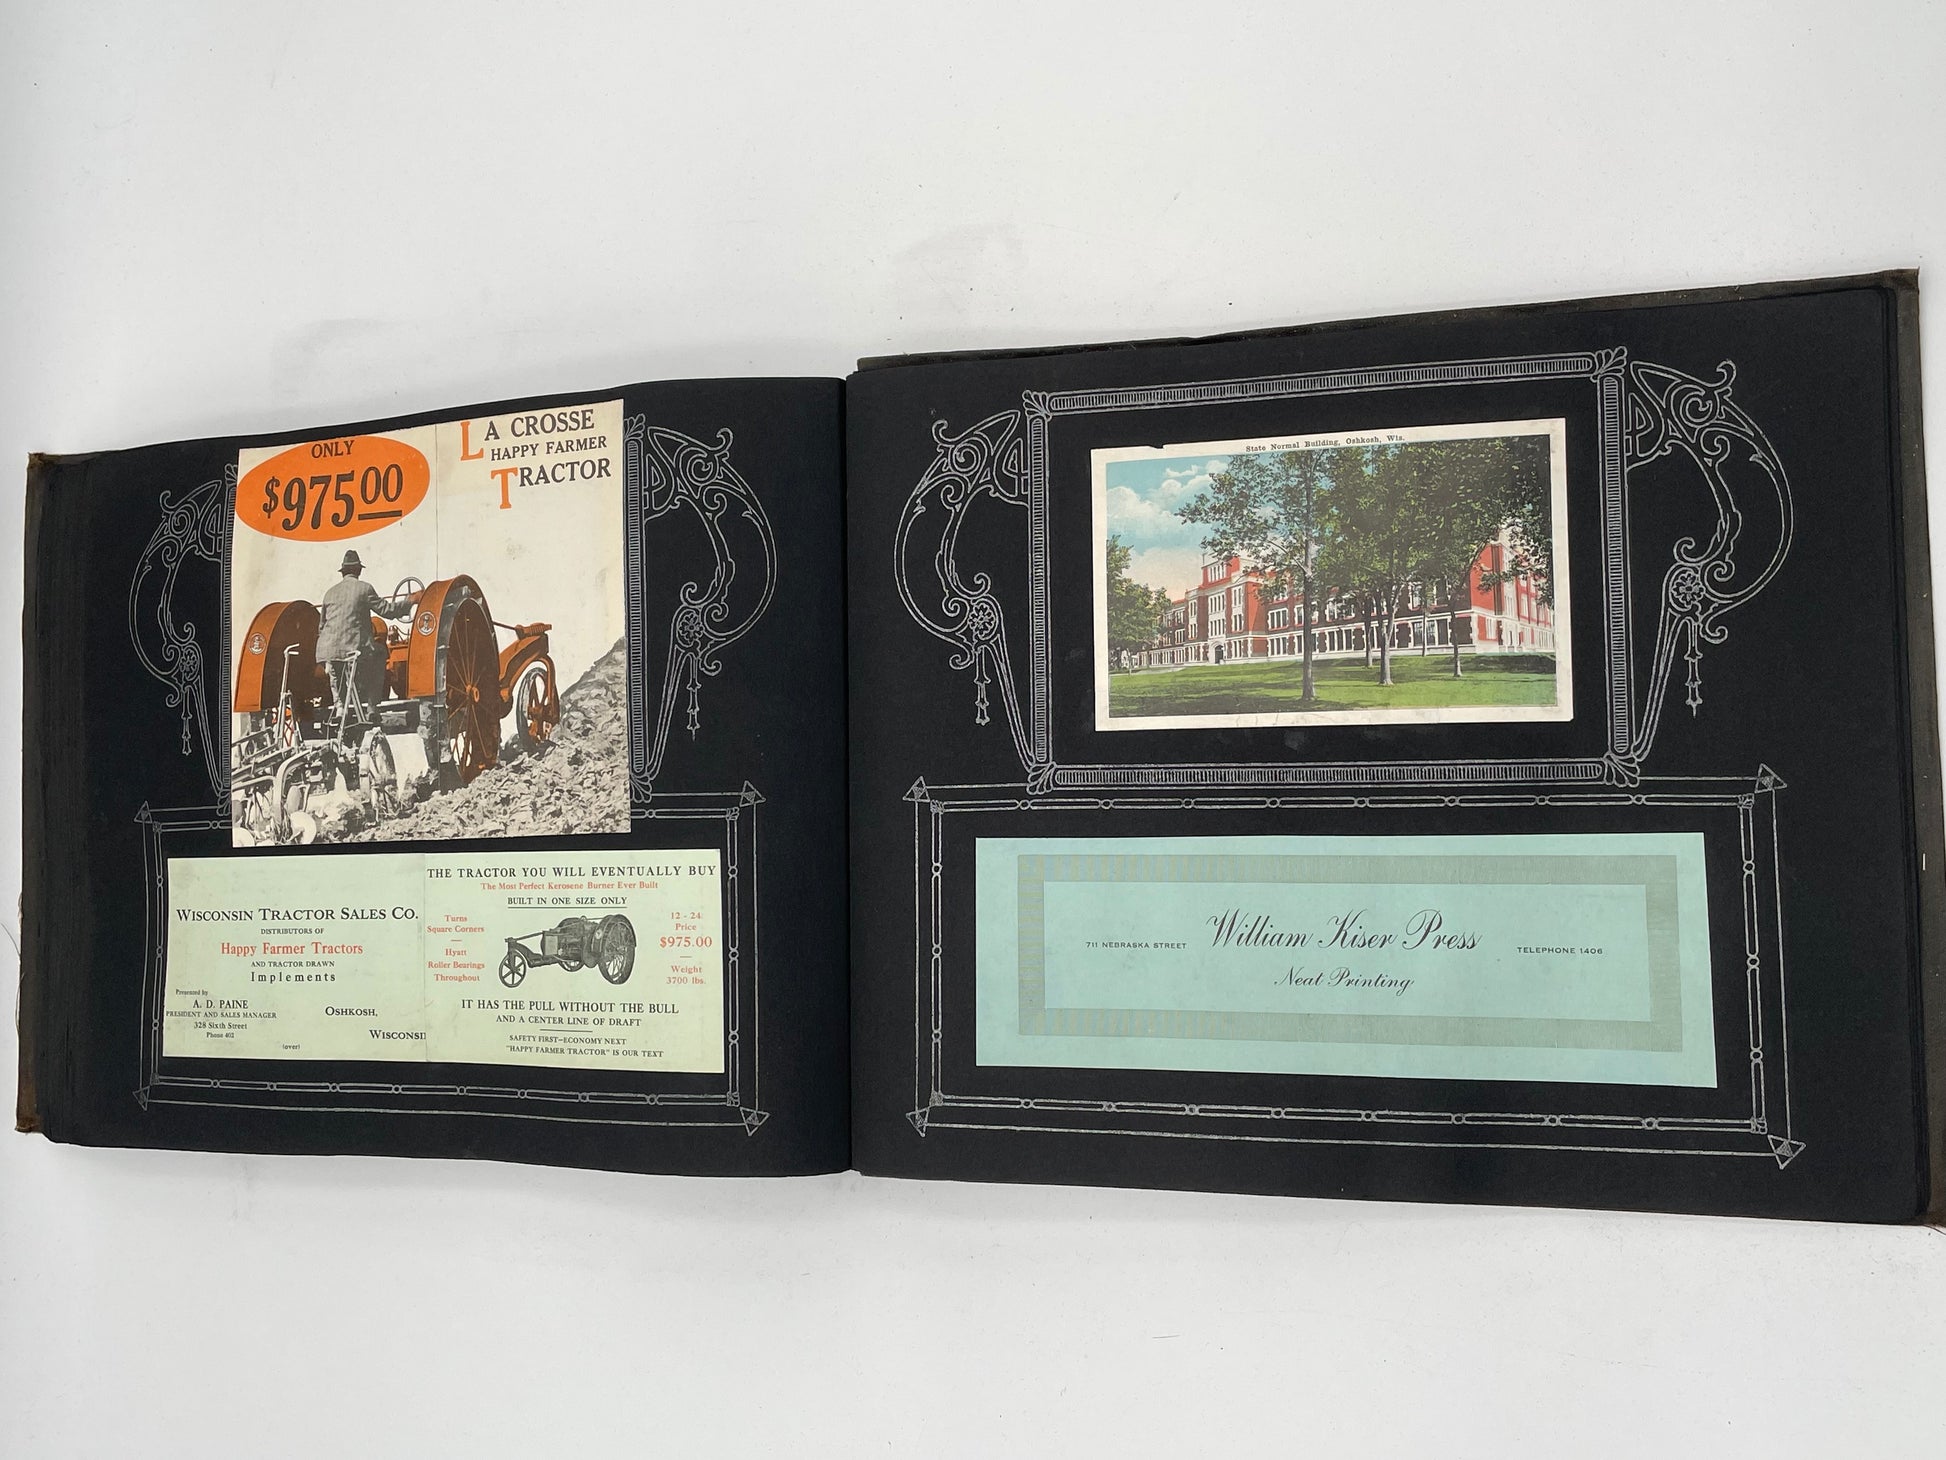 ONLY
$975.00
LA CROSSE
HAPPY FARMER
TRACTOR
WISCONSIN TRACTOR SALES CO.
DISTRIBUTORS OF
Happy Farmer Tractors
AND TRACTOR DRAWN
Implements
Presented by
A. D. PAINE
PRESIDENT AND SALES MANAGER
328 Sixth Street
Phone 402
OSHKOSH,
WISCONSIN
(over)
THE TRACTOR YOU WILL EVENTUALLY BUY
The Most Perfect Kerosene Burner Ever Built
BUILT IN ONE SIZE ONLY
Turns
Square Corners
Hyatt
Roller Bearings
Throughout
12-24
Price
$975.00
Weight
3700 lbs.
IT HAS THE PULL WITHOUT THE BULL
AND A CENTER LINE OF DRAFT
SAFETY FIRST—ECONOMY NEXT
"HAPPY FARMER TRACTOR" IS OUR TEXT
State Normal Building, Oshkosh, Wis.
711 NEBRASKA STREET
William Kiser Press
TELEPHONE 1406
Neat Printing